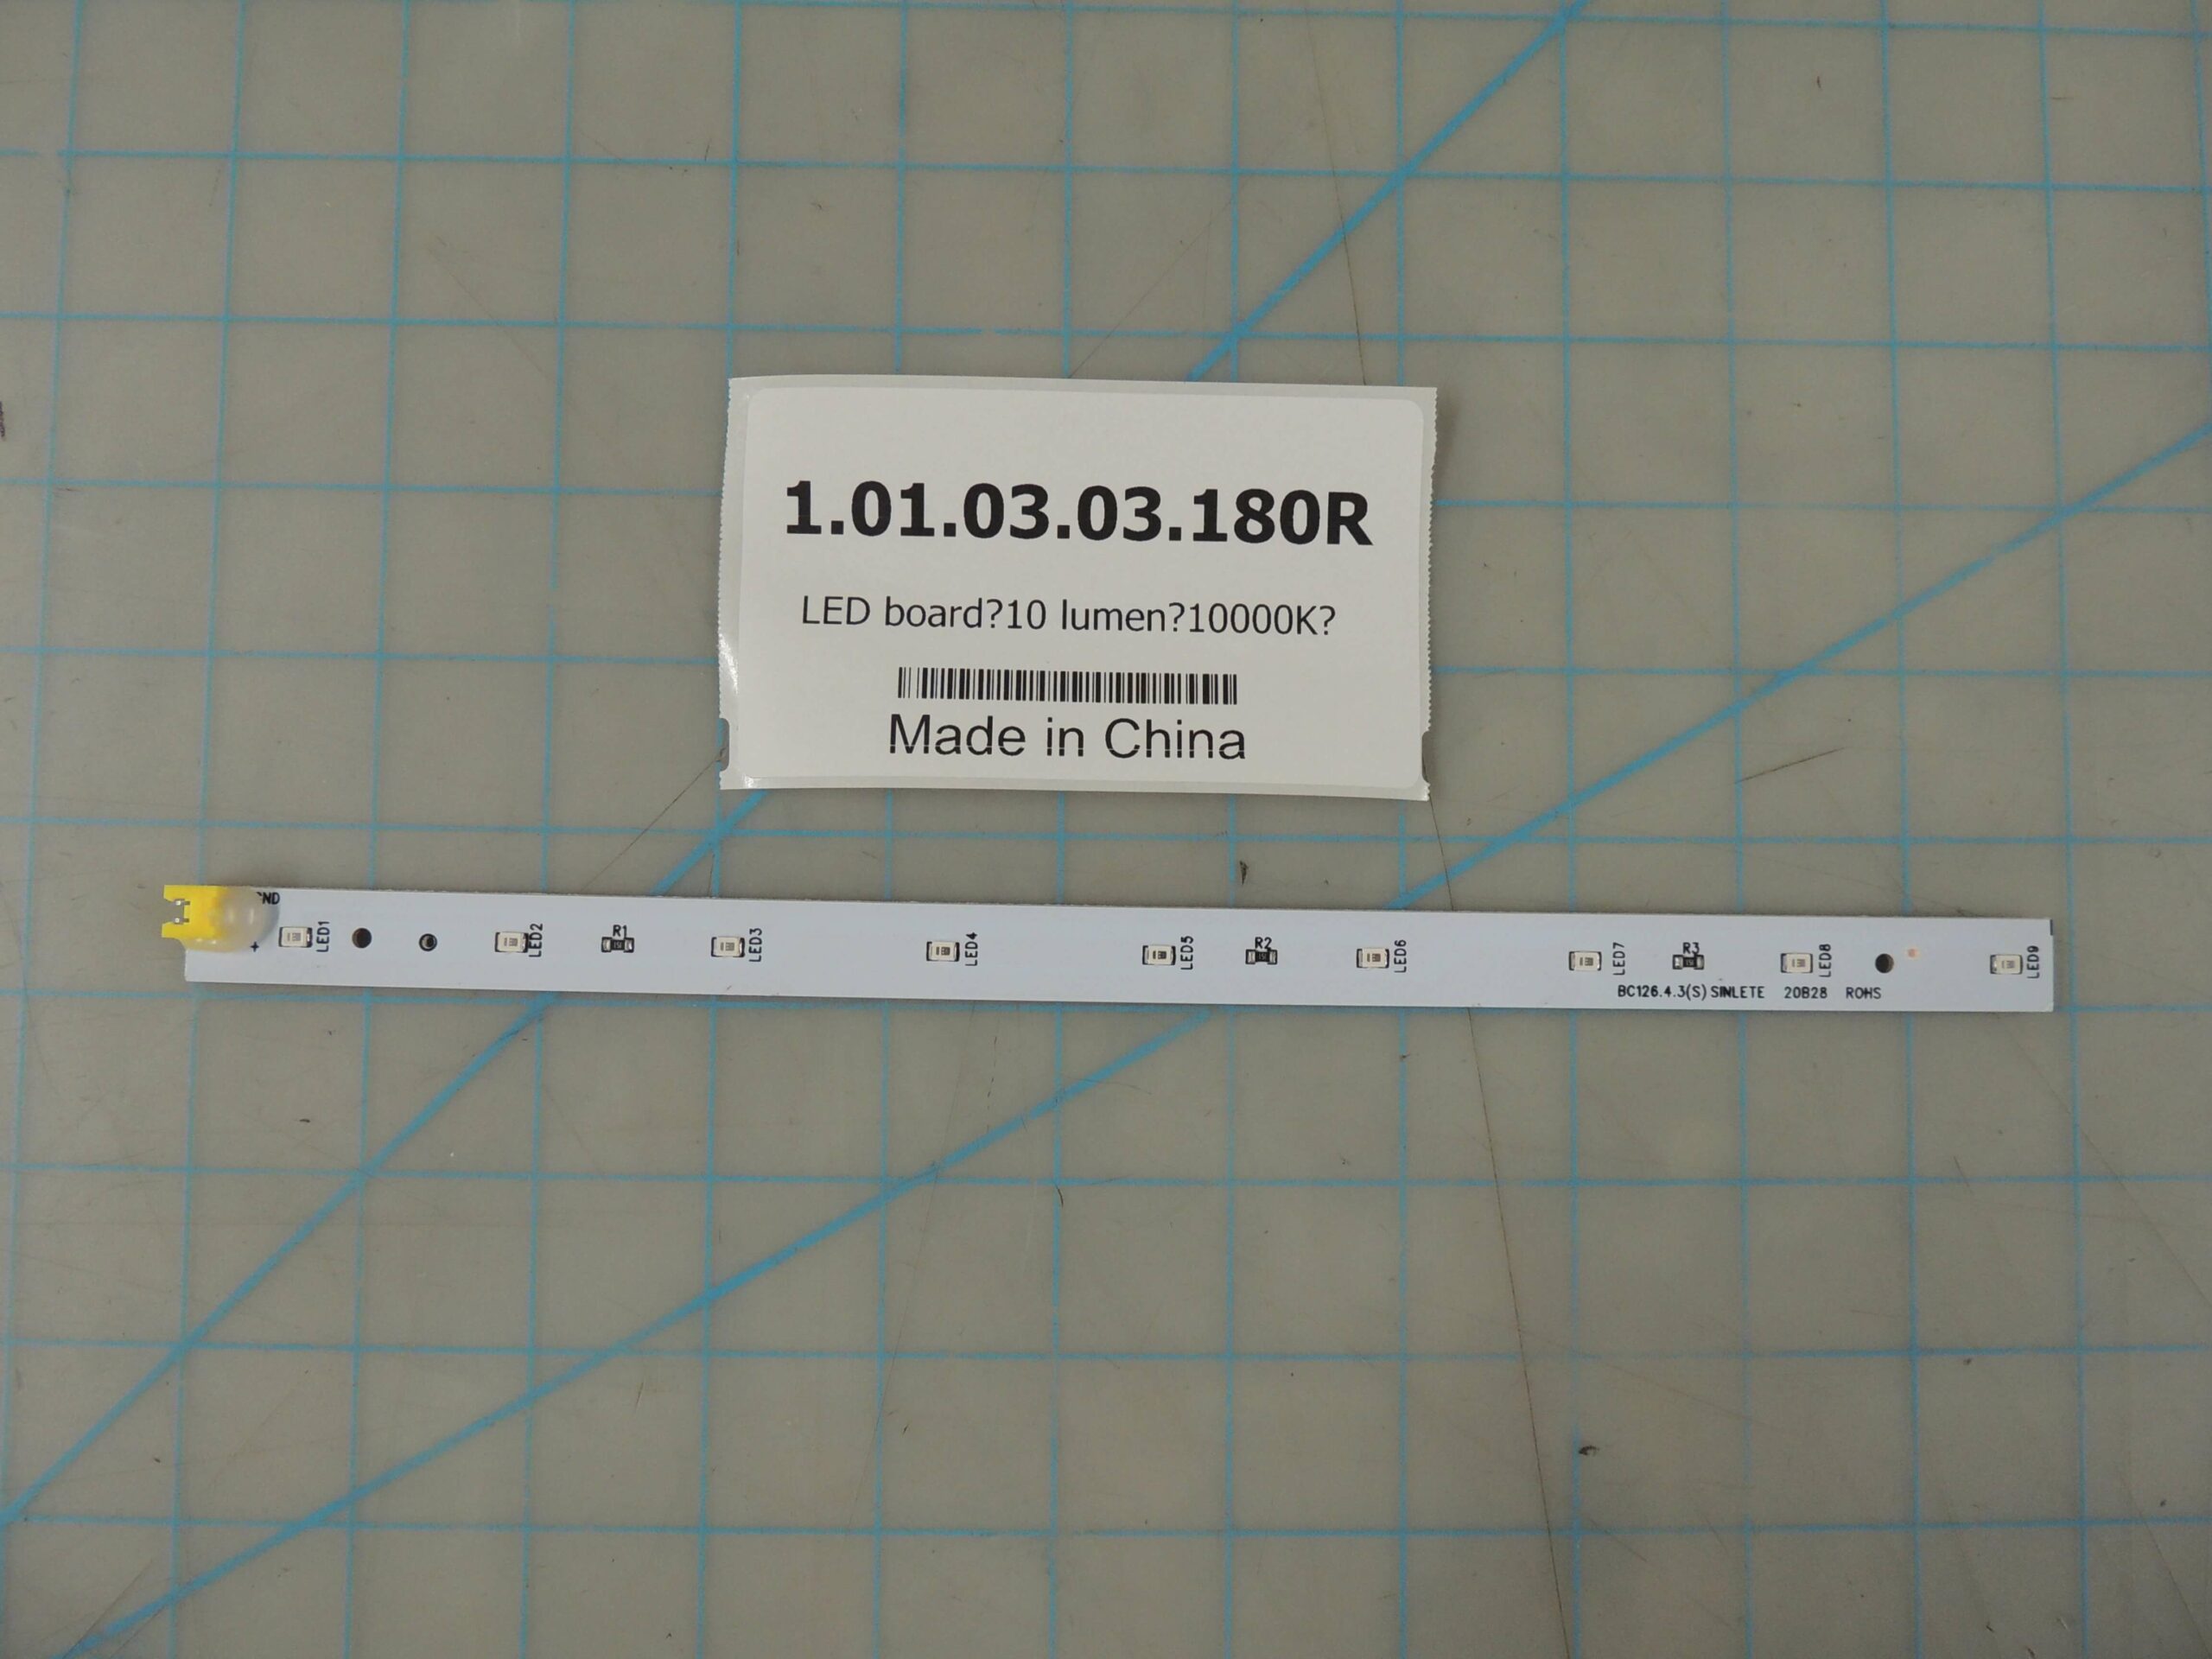 1.01.03.03.180R
LED board?10 lumen?10000K?
Made in China
ND
+
LED1
LED2
R1
LED3
LED4
LED5
R2
LED6
LED7
R3
LED8
LED9
BC126.4.3(S) SINLETE 20B28 ROHS